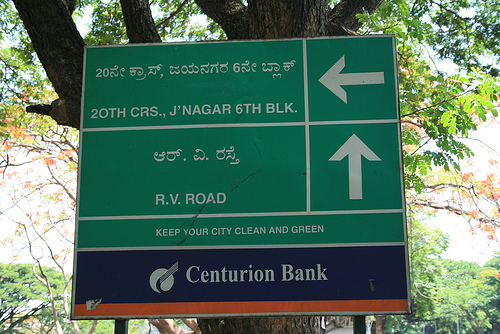 20ನೇ ಕ್ರಾಸ್, ಜಯನಗರ 6ನೇ ಬ್ಲಾಕ್
20TH CRS., J'NAGAR 6TH BLK.
ಆರ್. ವಿ. ರಸ್ತೆ
R.V. ROAD
KEEP YOUR CITY CLEAN AND GREEN
Centurion Bank